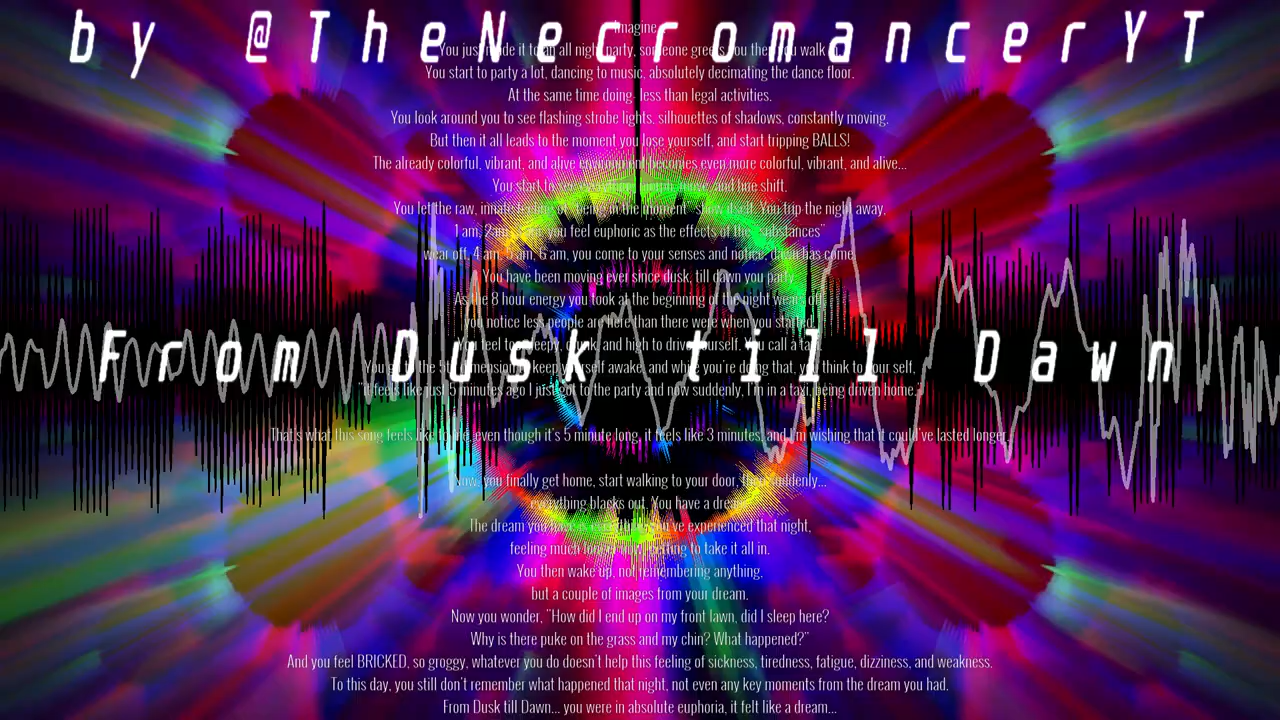 by @TheNecromancerYT
Imagine
You just made it to an all night party, someone greets you then you walk in.
You start to party a lot, dancing to music, absolutely decimating the dance floor.
At the same time doing- less than legal activities.
You look around you to see flashing strobe lights, silhouettes of shadows, constantly moving.
But then it all leads to the moment you lose yourself, and start tripping BALLS!
The already colorful, vibrant, and alive environment becomes even more colorful, vibrant, and alive...
You start to and hue shift.
You let the raw, innate feeling of "being in the moment" show itself. You trip the night away.
1 am, 2am, you feel euphoric as the effects of the "substances"
wear off, 4 am, 5 am, 6 am, you come to your senses and notice, dawn has come.
You have been moving ever since dusk, till dawn you party.
As the 8 hour energy you took at the beginning of the night wears off,
you notice less people are here than there were when you started.
You feel too sleepy, drunk, and high to drive yourself. You call a taxi.
From Dusk till Dawn
You the 5th dimension to keep yourself awake, and while you're doing that, you think to your self,
"it feels like just 5 minutes ago I just got to the party and now suddenly, I'm in a taxi, being driven home."
That's what this song feels like to me, even though it's 5 minute long, it feels like 3 minutes, and I'm wishing that it could've lasted longer.
Now, you finally get home, start walking to your door, then suddenly...
everything blacks out. You have a dream
The dream you you've experienced that night,
feeling much longer now, getting to take it all in.
You then wake up, not remembering anything.
but a couple of images from your dream.
Now you wonder, "How did I end up on my front lawn, did I sleep here?
Why is there puke on the grass and my chin? What happened?"
And you feel BRICKED, so groggy, whatever you do doesn't help this feeling of sickness, tiredness, fatigue, dizziness, and weakness.
To this day, you still don't remember what happened that night, not even any key moments from the dream you had.
From Dusk till Dawn... you were in absolute euphoria, it felt like a dream...